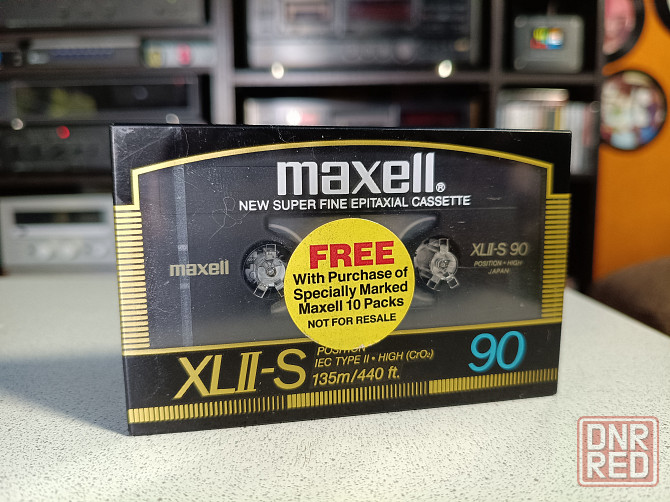 maxell®
NEW SUPER FINE EPITAXIAL CASSETTE
maxell
XLII-S 90
POSITION • HIGH
JAPAN
FREE
With Purchase of
Specially Marked
Maxell 10 Packs
NOT FOR RESALE
XLII-S
POSITION
IEC TYPE II • HIGH (CrO₂)
135m/440 ft.
90
DNR
RED